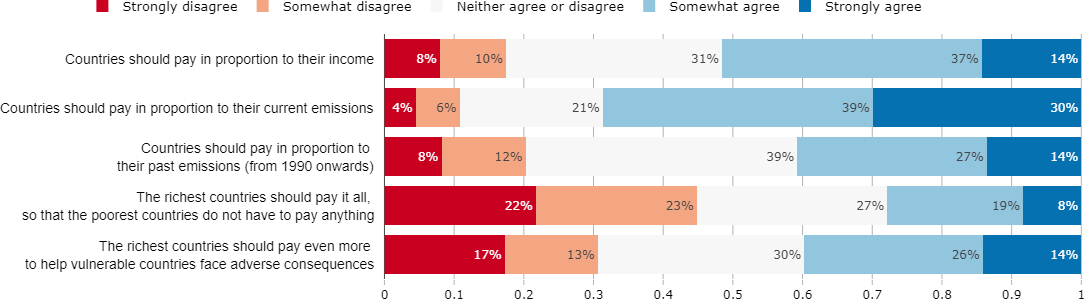 Strongly disagree Somewhat disagree Neither agree or disagree Somewhat agree Strongly agree
Countries should pay in proportion to their income 8% 10% 31% 37% 14%
Countries should pay in proportion to their current emissions 4% 6% 21% 39% 30%
Countries should pay in proportion to
their past emissions (from 1990 onwards) 8% 12% 39% 27% 14%
The richest countries should pay it all,
so that the poorest countries do not have to pay anything 22% 23% 27% 19% 8%
The richest countries should pay even more
to help vulnerable countries face adverse consequences 17% 13% 30% 26% 14%
0 0.1 0.2 0.3 0.4 0.5 0.6 0.7 0.8 0.9 1